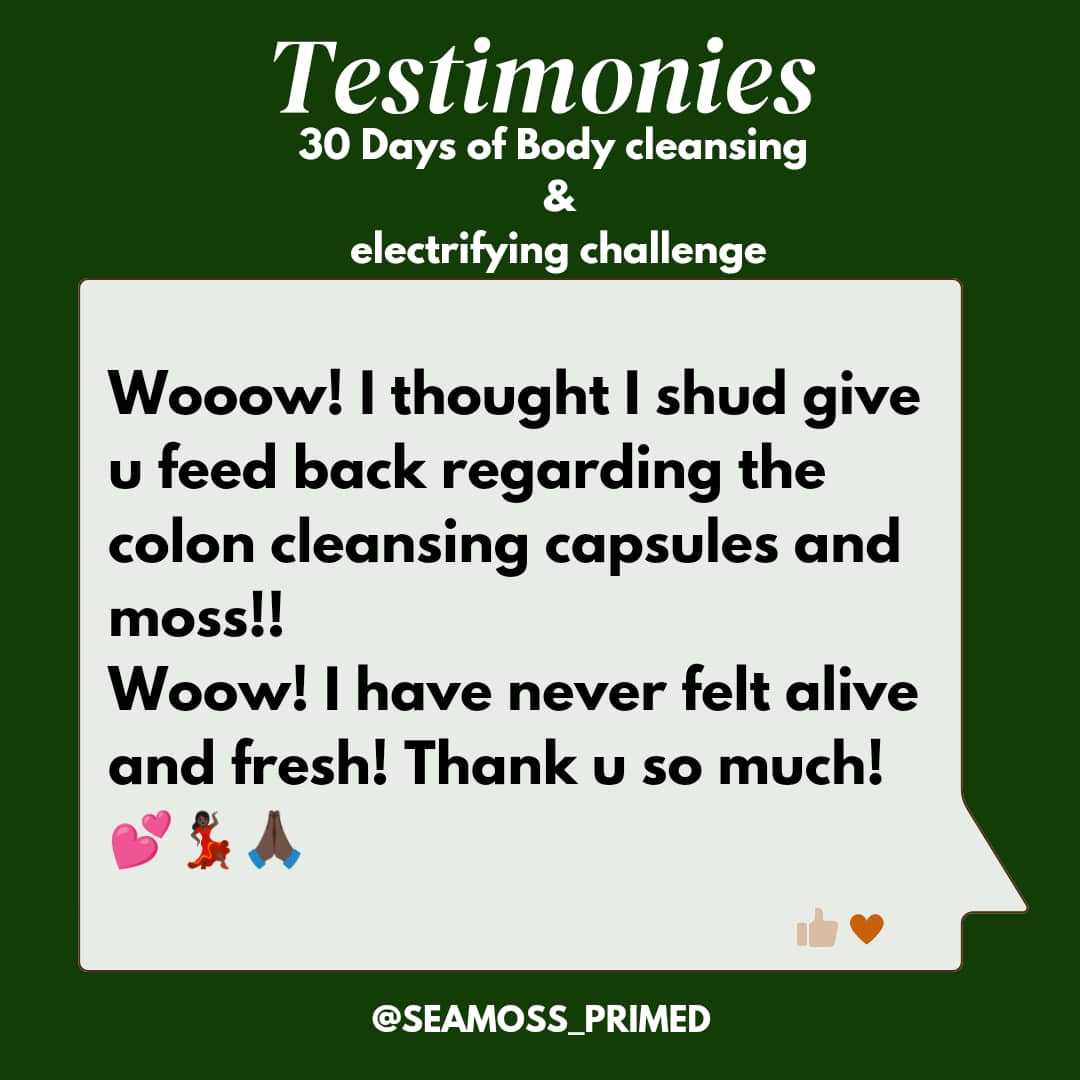 Testimonies
30 Days of Body cleansing
&
electrifying challenge
Wooow! I thought I shud give
u feed back regarding the
colon cleansing capsules and
moss!!
Woow! I have never felt alive
and fresh! Thank u so much!
💕💃🏿🙏🏿
@SEAMOSS_PRIMED